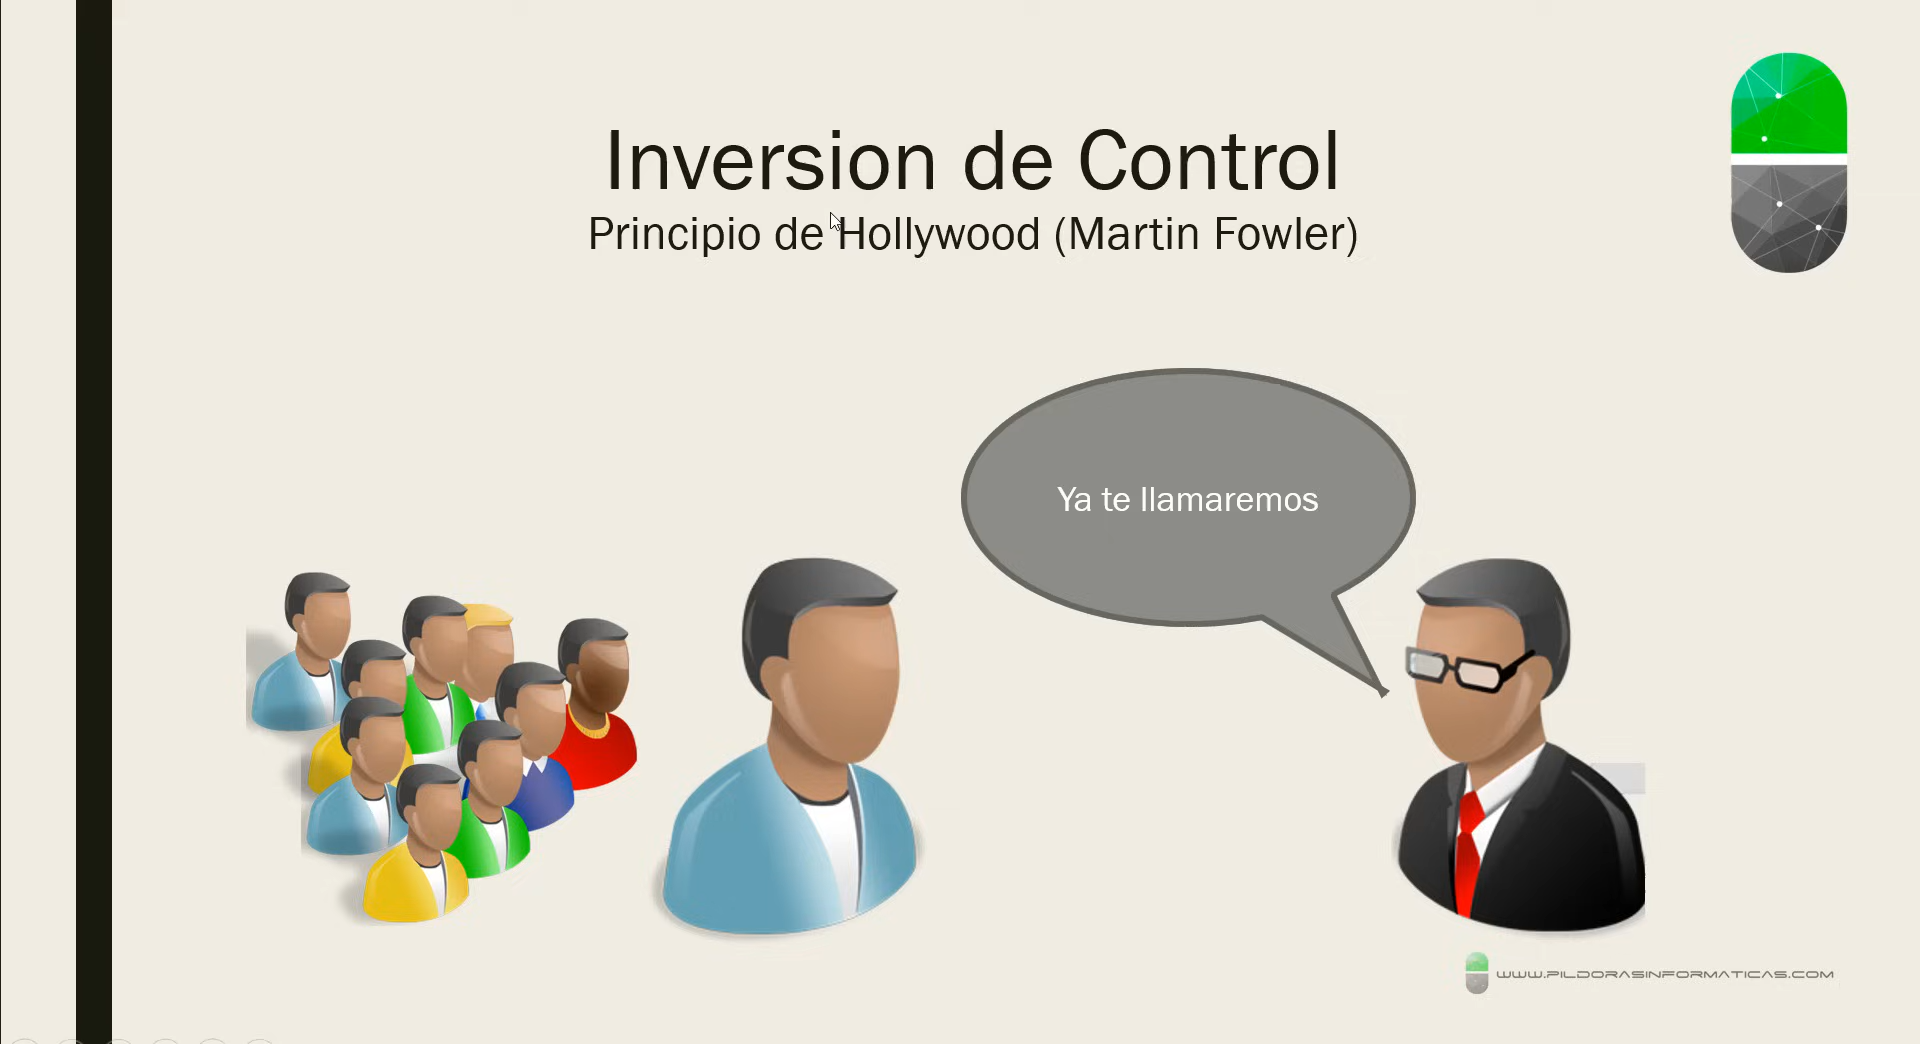 Inversion de Control
Principio de Hollywood (Martin Fowler)
Ya te llamaremos
WWW.PILDORASINFORMATICAS.COM